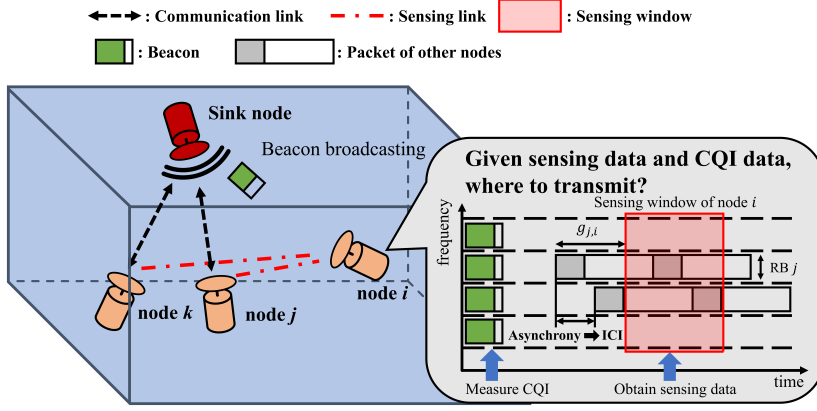 : Communication link
: Sensing link
: Sensing window
: Beacon
: Packet of other nodes
Sink node
Beacon broadcasting
node i
node k
node j
Given sensing data and CQI data,
where to transmit?
Sensing window of node i
frequency
g_{j,i}
RB j
Asynchrony ➡ ICI
time
Measure CQI
Obtain sensing data